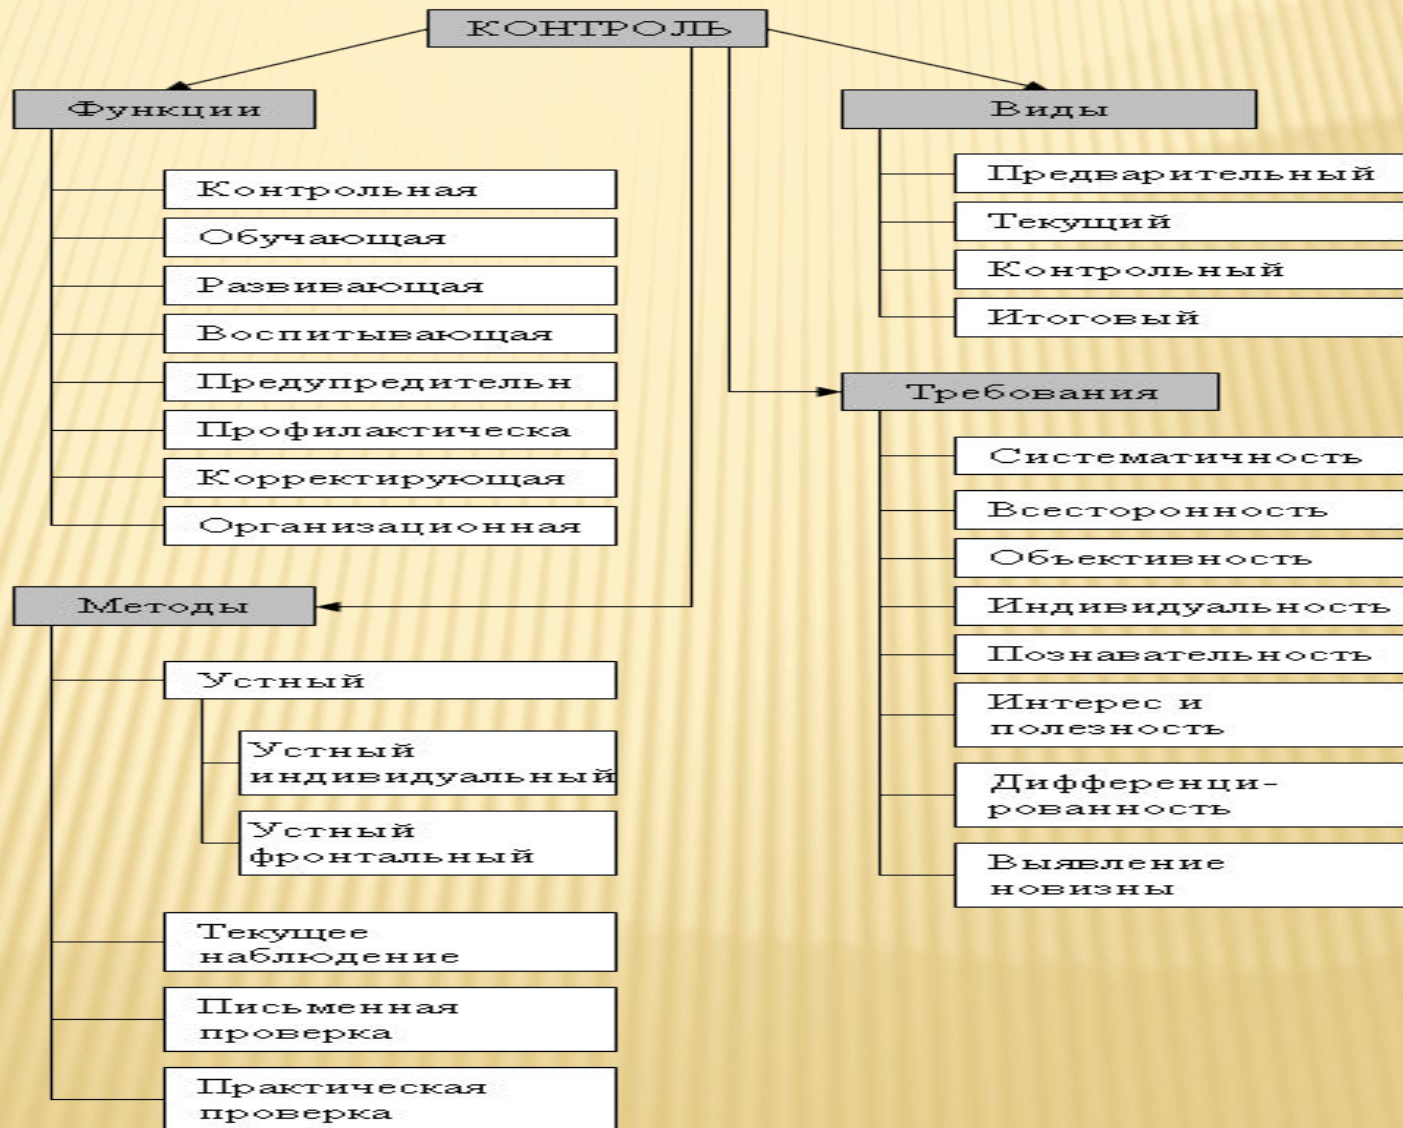 КОНТРОЛЬ
Функции
Контрольная
Обучающая
Развивающая
Воспитывающая
Предупредительн
Профилактическа
Корректирующая
Организационная
Методы
Устный
Устный
индивидуальный
Устный
фронтальный
Текущее
наблюдение
Письменная
проверка
Практическая
проверка
Виды
Предварительный
Текущий
Контрольный
Итоговый
Требования
Систематичность
Всесторонность
Объективность
Индивидуальность
Познавательность
Интерес и
полезность
Дифференци-
рованность
Выявление
новизны